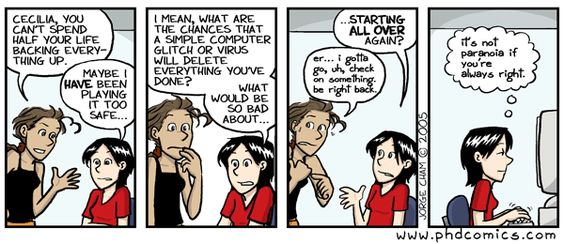 CECILIA, YOU
CAN'T SPEND
HALF YOUR LIFE
BACKING EVERY-
THING UP.
MAYBE I
HAVE BEEN
PLAYING
IT TOO
SAFE...
I MEAN, WHAT ARE
THE CHANCES THAT
A SIMPLE COMPUTER
GLITCH OR VIRUS
WILL DELETE
EVERYTHING YOU'VE
DONE?
WHAT
WOULD BE
SO BAD
ABOUT...
...STARTING
ALL OVER
AGAIN?
er... i gotta
go, uh, check
on something.
be right back.
JORGE CHAM © 2005
it's not
paranoia if
you're
always right.
www.phdcomics.com